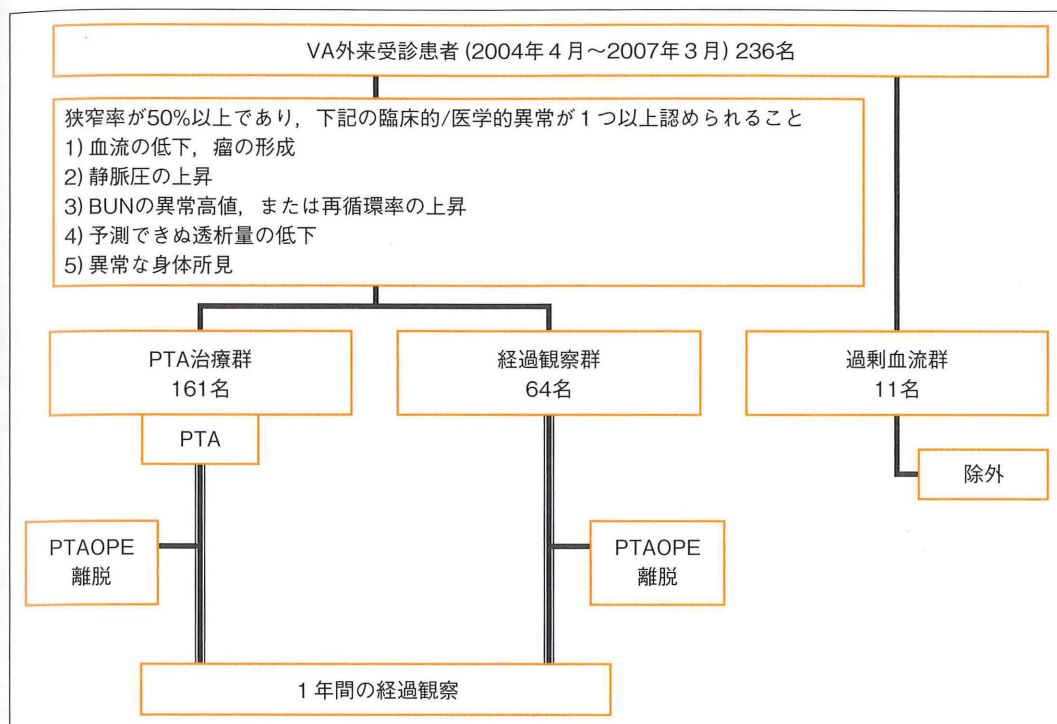 VA外来受診患者 (2004年4月〜2007年3月) 236名
狭窄率が50%以上であり，下記の臨床的/医学的異常が1つ以上認められること
1) 血流の低下，瘤の形成
2) 静脈圧の上昇
3) BUNの異常高値，または再循環率の上昇
4) 予測できぬ透析量の低下
5) 異常な身体所見
PTA治療群
161名
経過観察群
64名
過剰血流群
11名
PTA
除外
PTAOPE
離脱
PTAOPE
離脱
1年間の経過観察